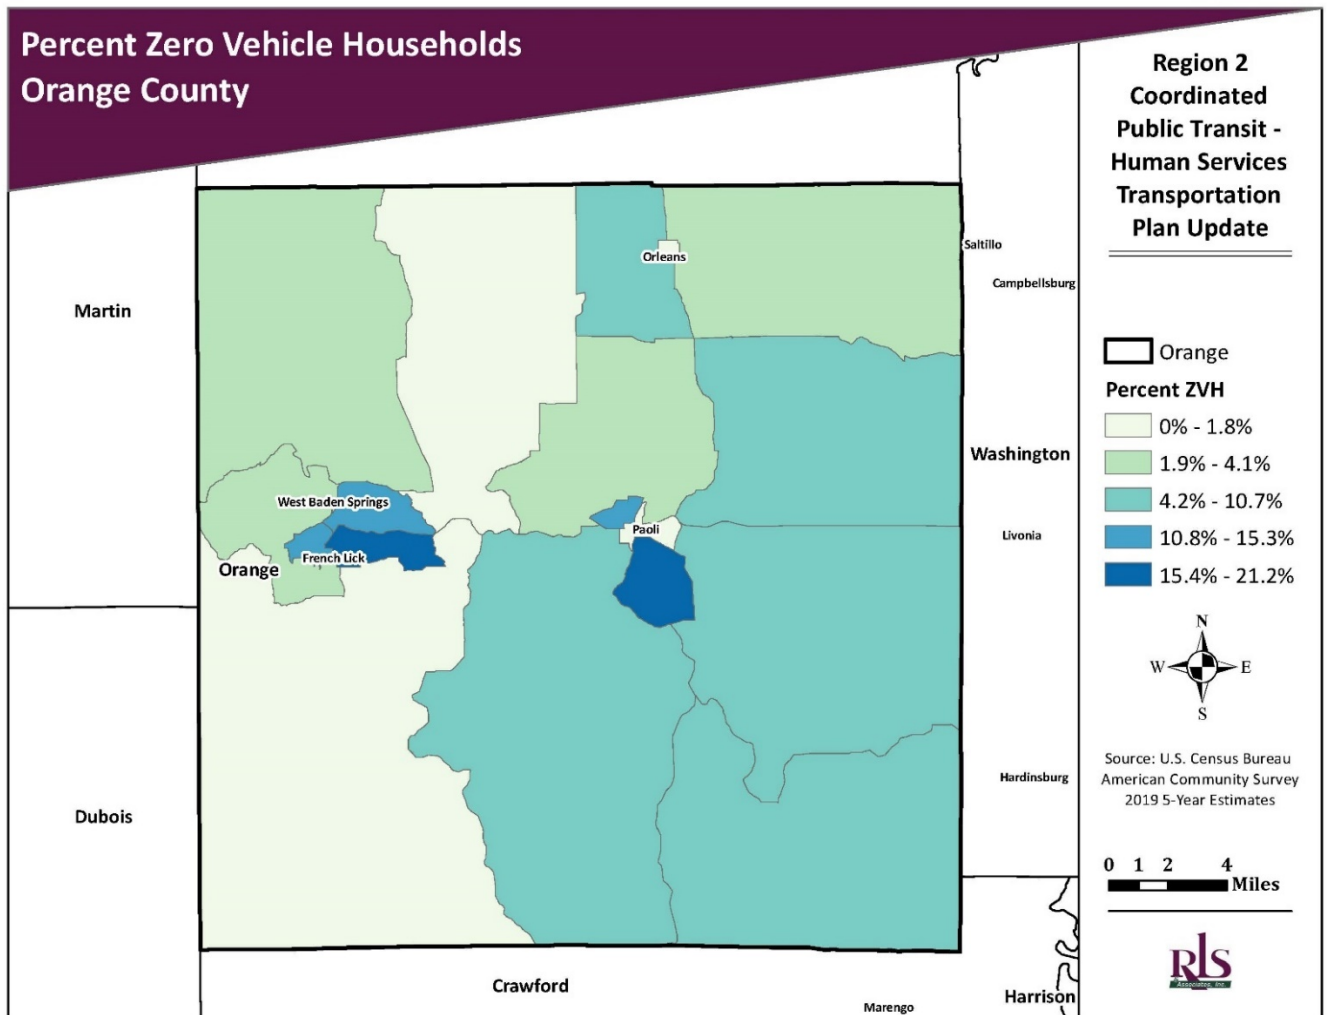 Percent Zero Vehicle Households
Orange County
Region 2
Coordinated
Public Transit -
Human Services
Transportation
Plan Update
Saltillo
Orleans
Campbellsburg
Martin
Orange
Percent ZVH
0% - 1.8%
1.9% - 4.1%
4.2% - 10.7%
10.8% - 15.3%
15.4% - 21.2%
Washington
West Baden Springs
Paoli
Livonia
French Lick
Orange
N
W E
S
Source: U.S. Census Bureau
American Community Survey
2019 5-Year Estimates
Hardinsburg
Dubois
0 1 2 4
Miles
RLS
Associates, Inc.
Crawford
Harrison
Marengo